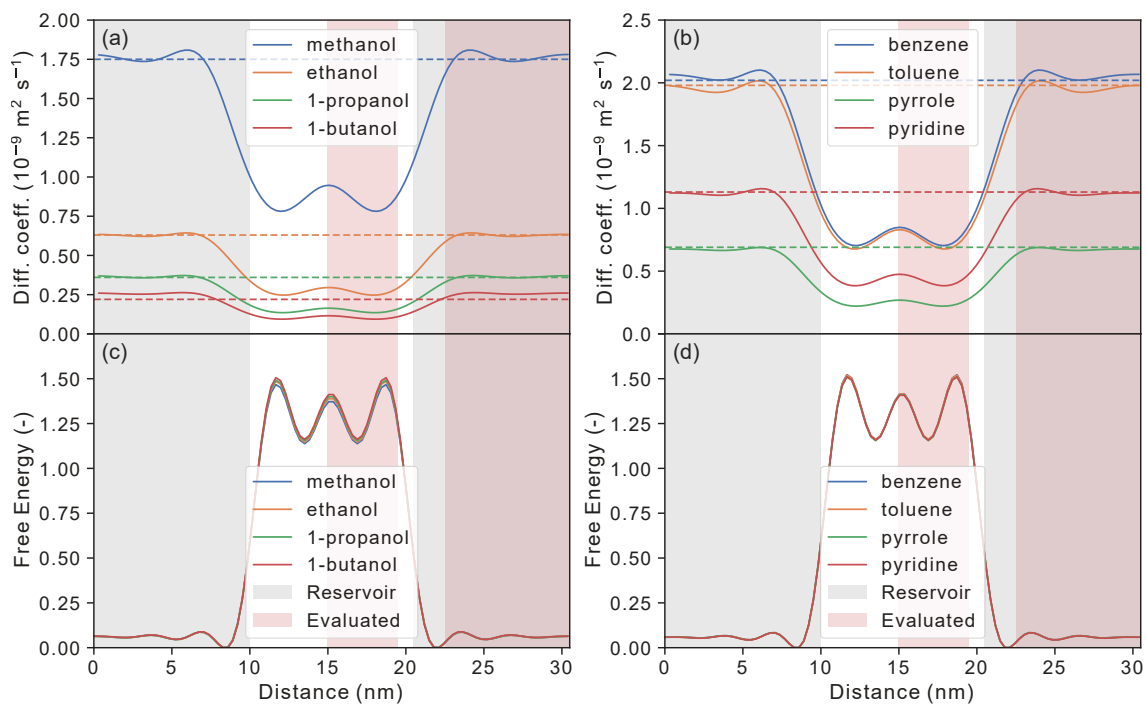 (a)
Diff. coeff. (10⁻⁹ m² s⁻¹)
2.00
1.75
1.50
1.25
1.00
0.75
0.50
0.25
0.00
methanol
ethanol
1-propanol
1-butanol
(b)
Diff. coeff. (10⁻⁹ m² s⁻¹)
2.5
2.0
1.5
1.0
0.5
0.0
benzene
toluene
pyrrole
pyridine
(c)
Free Energy (-)
1.50
1.25
1.00
0.75
0.50
0.25
0.00
methanol
ethanol
1-propanol
1-butanol
Reservoir
Evaluated
0 5 10 15 20 25 30
Distance (nm)
(d)
Free Energy (-)
1.50
1.25
1.00
0.75
0.50
0.25
0.00
benzene
toluene
pyrrole
pyridine
Reservoir
Evaluated
0 5 10 15 20 25 30
Distance (nm)